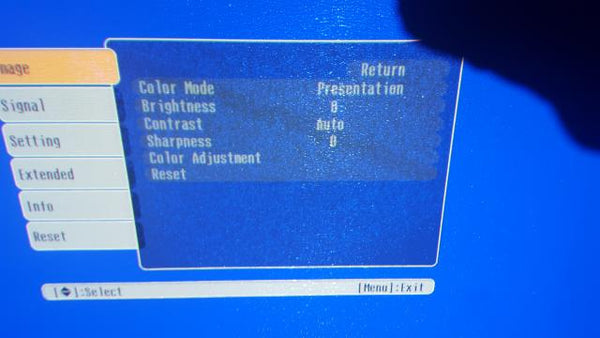 mage
Signal
Setting
Extended
Info
Reset
Return
Color Mode Presentation
Brightness 0
Contrast Auto
Sharpness 0
Color Adjustment
Reset
[ ]:Select [Menu]:Exit